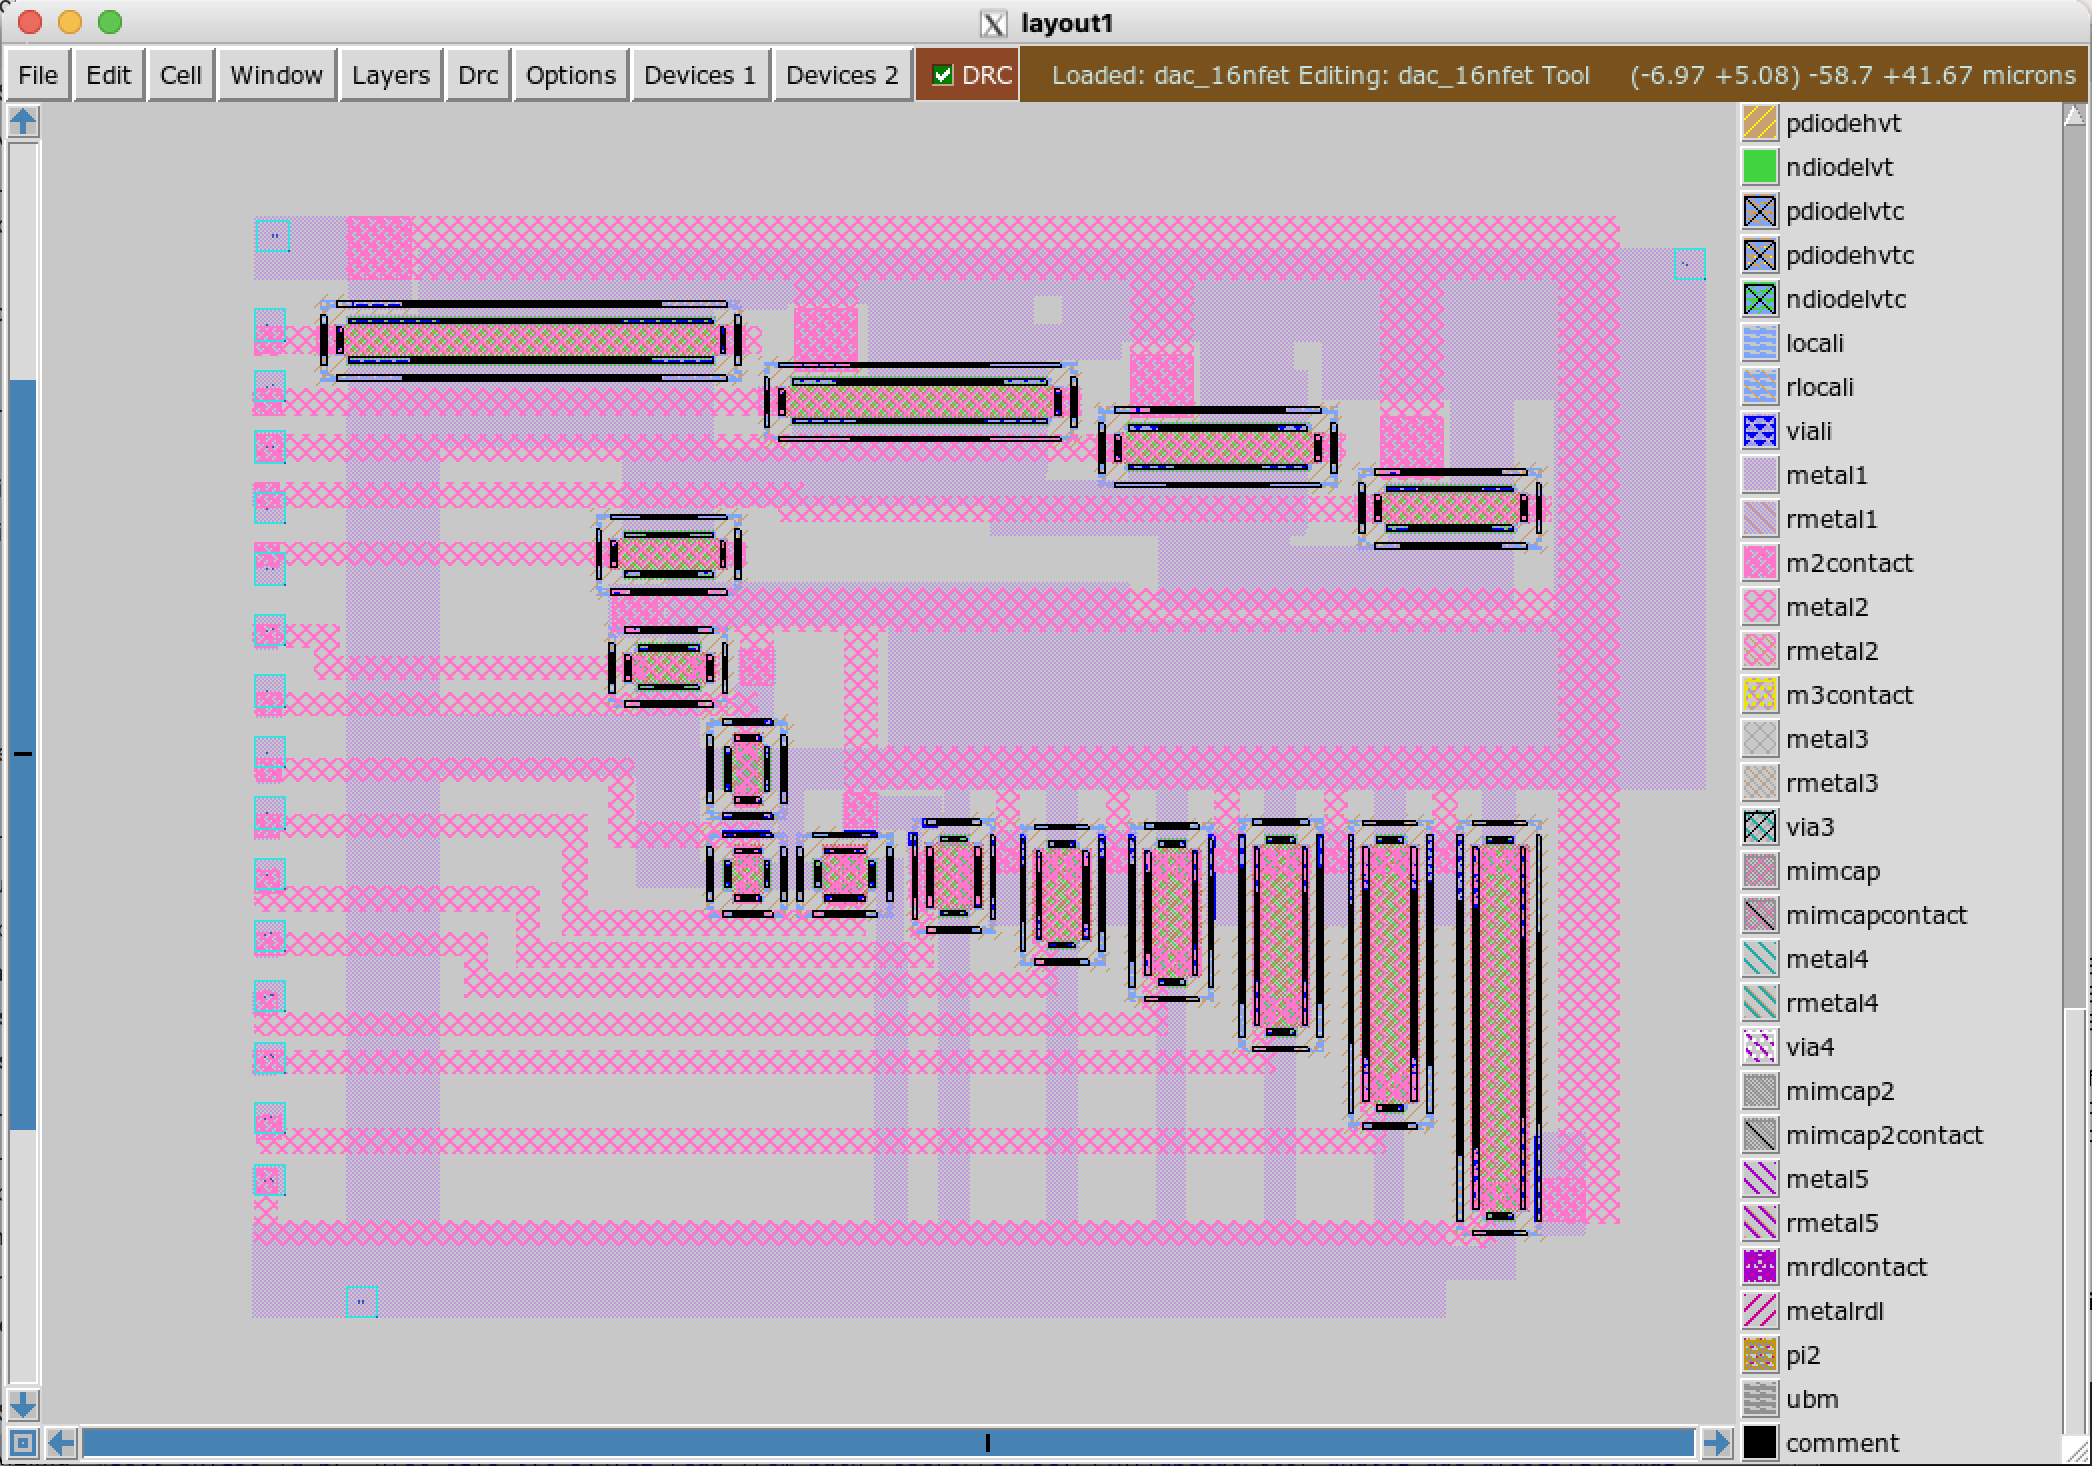 layout1
File Edit Cell Window Layers Drc Options Devices 1 Devices 2 DRC Loaded: dac_16nfet Editing: dac_16nfet Tool (-6.97 +5.08) -58.7 +41.67 microns
pdiodehvt
ndiodelvt
pdiodelvtc
pdiodehvtc
ndiodelvtc
locali
rlocali
viali
metal1
rmetal1
m2contact
metal2
rmetal2
m3contact
metal3
rmetal3
via3
mimcap
mimcapcontact
metal4
rmetal4
via4
mimcap2
mimcap2contact
metal5
rmetal5
mrdlcontact
metalrdl
pi2
ubm
comment